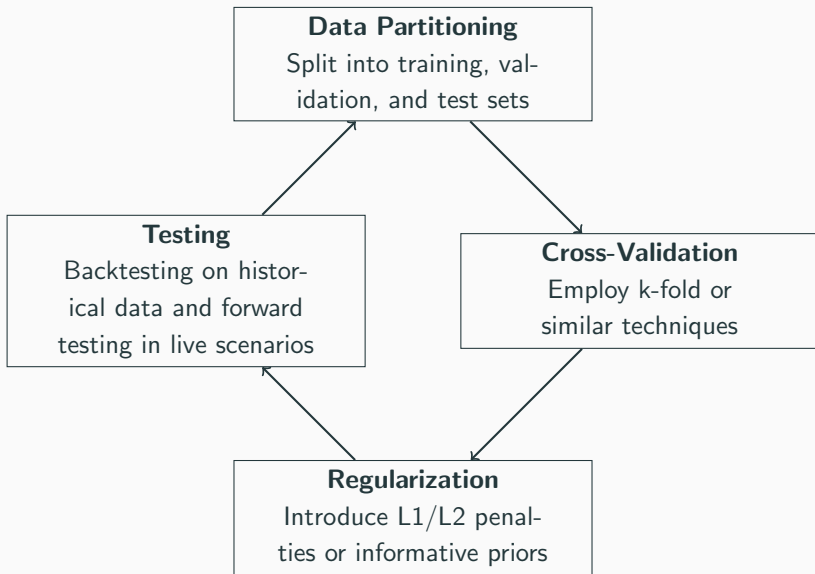 Data Partitioning
Split into training, val-
idation, and test sets
Testing
Backtesting on histor-
ical data and forward
testing in live scenarios
Cross-Validation
Employ k-fold or
similar techniques
Regularization
Introduce L1/L2 penal-
ties or informative priors